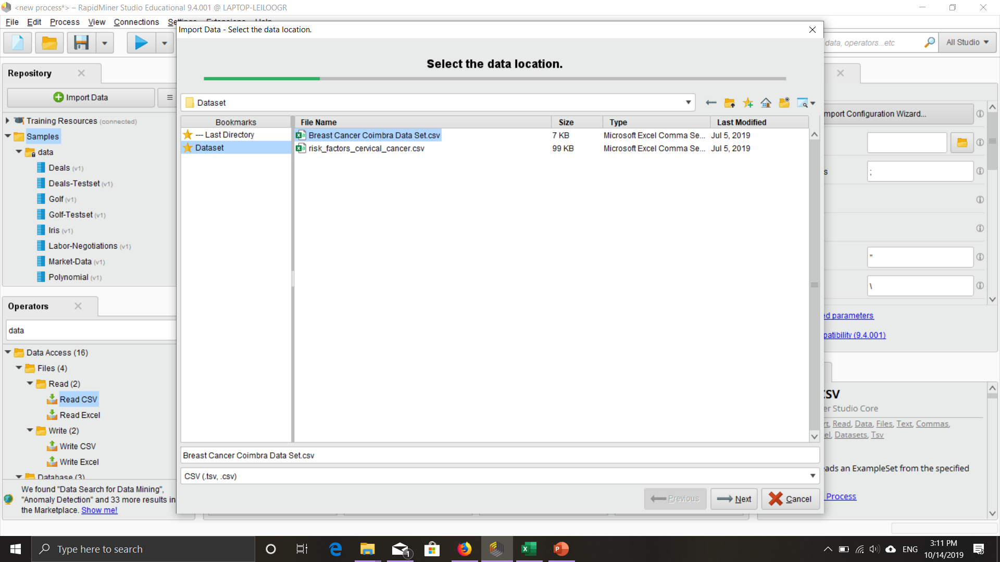 <new process*> – RapidMiner Studio Educational 9.4.001 @ LAPTOP-LEILOOGR
File Edit Process View Connections
Import Data - Select the data location.
data, operators...etc
All Studio
Select the data location.
Repository
Import Data
Dataset
Training Resources (connected)
Samples
data
Deals (v1)
Deals-Testset (v1)
Golf (v1)
Golf-Testset (v1)
Iris (v1)
Labor-Negotiations (v1)
Market-Data (v1)
Polynomial (v1)
Bookmarks
--- Last Directory
Dataset
File Name Size Type Last Modified
Breast Cancer Coimbra Data Set.csv 7 KB Microsoft Excel Comma Se... Jul 5, 2019
risk_factors_cervical_cancer.csv 99 KB Microsoft Excel Comma Se... Jul 5, 2019
mport Configuration Wizard...
s ;
"
\
ed parameters
patibility (9.4.001)
Operators
data
Data Access (16)
Files (4)
Read (2)
Read CSV
Read Excel
Write (2)
Write CSV
Write Excel
Database (3)
We found "Data Search for Data Mining",
"Anomaly Detection" and 33 more results in
the Marketplace. Show me!
Breast Cancer Coimbra Data Set.csv
CSV (.tsv, .csv)
Previous Next Cancel
CSV
er Studio Core
rt, Read, Data, Files, Text, Commas,
el, Datasets, Tsv
ads an ExampleSet from the specified
Process
Type here to search
1
ENG
3:11 PM
10/14/2019